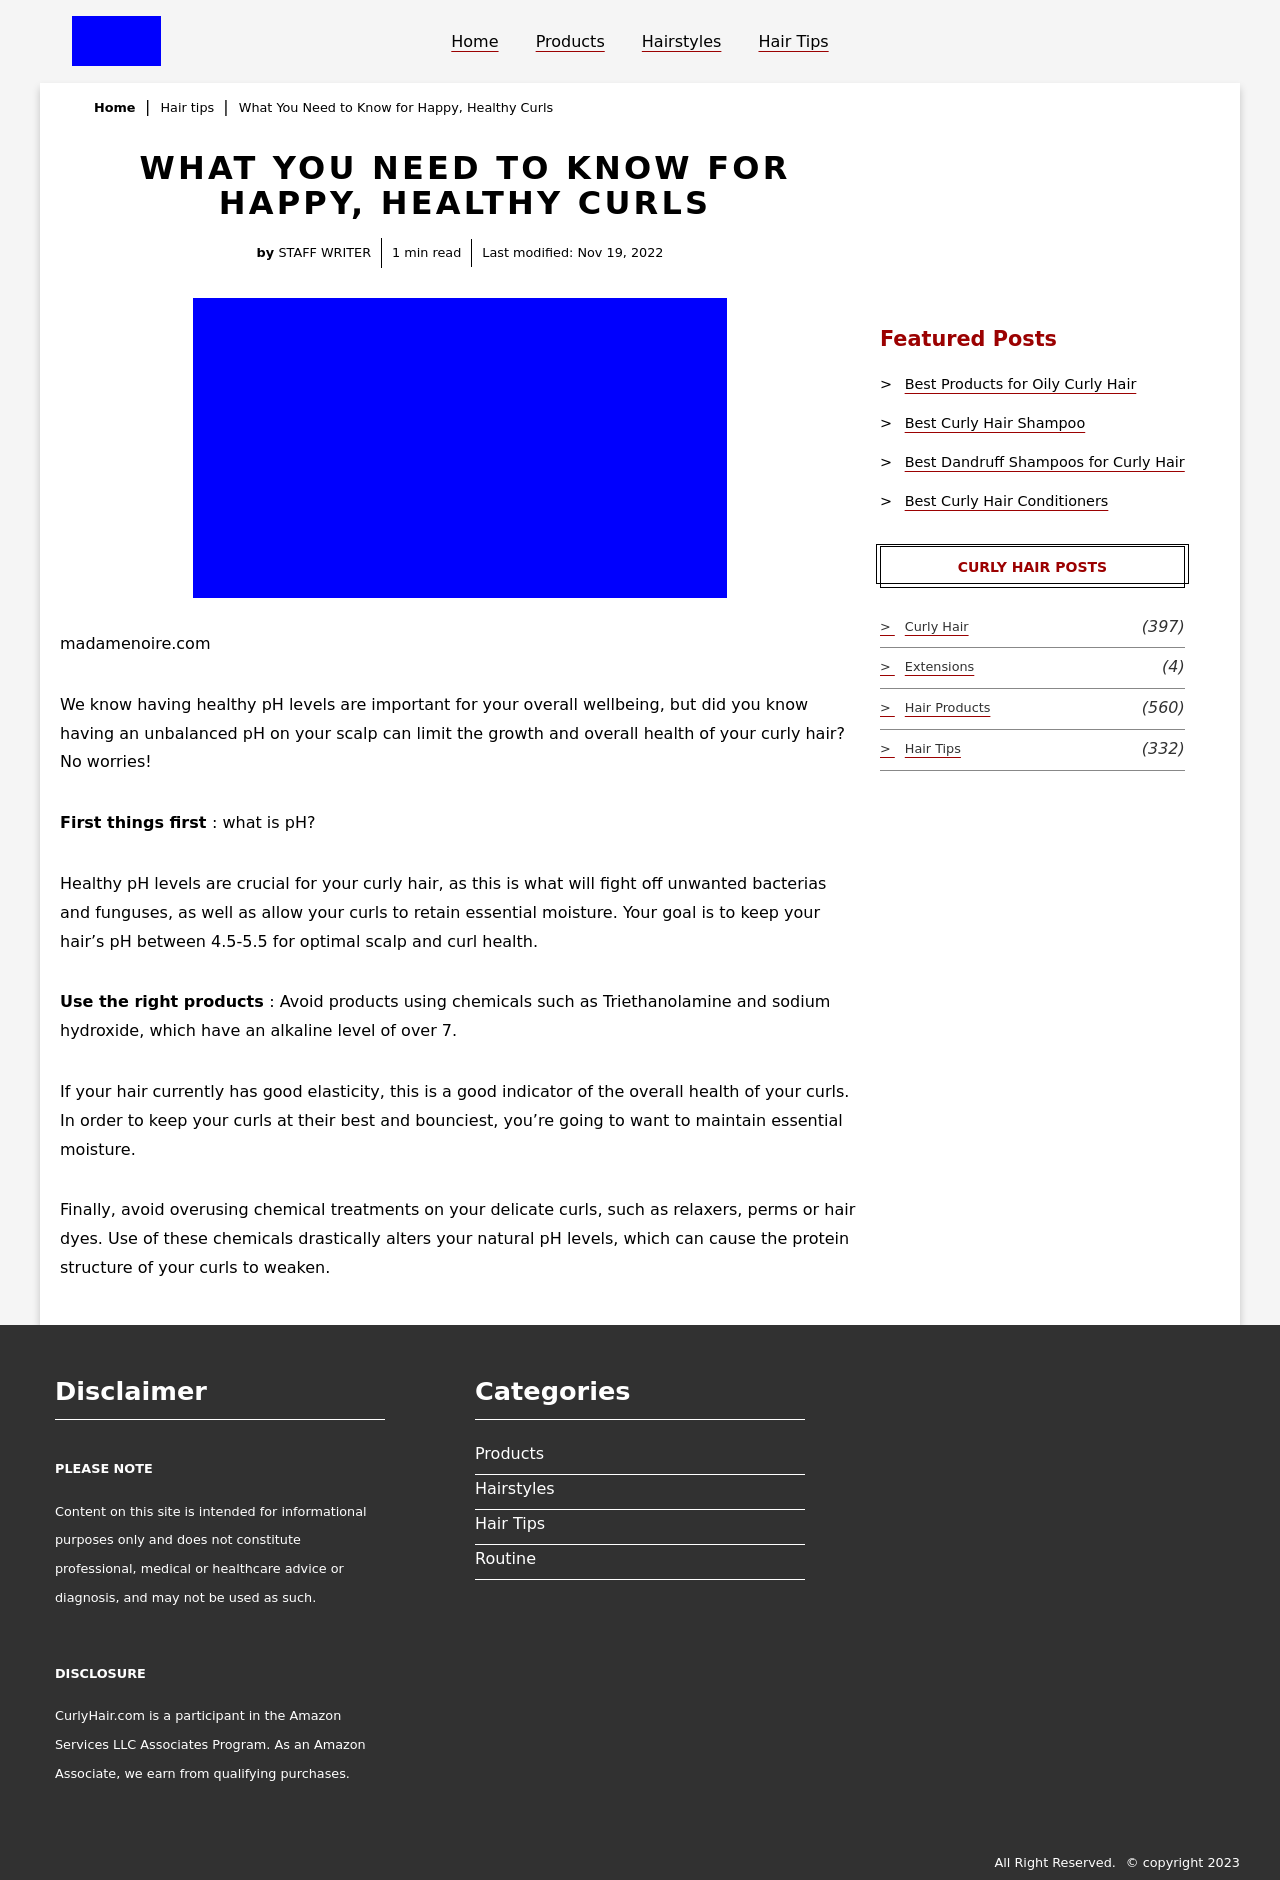 Home Products Hairstyles Hair Tips
Home | Hair tips | What You Need to Know for Happy, Healthy Curls
WHAT YOU NEED TO KNOW FOR
HAPPY, HEALTHY CURLS
by STAFF WRITER 1 min read Last modified: Nov 19, 2022
madamenoire.com
We know having healthy pH levels are important for your overall wellbeing, but did you know
having an unbalanced pH on your scalp can limit the growth and overall health of your curly hair?
No worries!
First things first : what is pH?
Healthy pH levels are crucial for your curly hair, as this is what will fight off unwanted bacterias
and funguses, as well as allow your curls to retain essential moisture. Your goal is to keep your
hair’s pH between 4.5-5.5 for optimal scalp and curl health.
Use the right products : Avoid products using chemicals such as Triethanolamine and sodium
hydroxide, which have an alkaline level of over 7.
If your hair currently has good elasticity, this is a good indicator of the overall health of your curls.
In order to keep your curls at their best and bounciest, you’re going to want to maintain essential
moisture.
Finally, avoid overusing chemical treatments on your delicate curls, such as relaxers, perms or hair
dyes. Use of these chemicals drastically alters your natural pH levels, which can cause the protein
structure of your curls to weaken.
Featured Posts
> Best Products for Oily Curly Hair
> Best Curly Hair Shampoo
> Best Dandruff Shampoos for Curly Hair
> Best Curly Hair Conditioners
CURLY HAIR POSTS
> Curly Hair (397)
> Extensions (4)
> Hair Products (560)
> Hair Tips (332)
Disclaimer
PLEASE NOTE
Content on this site is intended for informational
purposes only and does not constitute
professional, medical or healthcare advice or
diagnosis, and may not be used as such.
DISCLOSURE
CurlyHair.com is a participant in the Amazon
Services LLC Associates Program. As an Amazon
Associate, we earn from qualifying purchases.
Categories
Products
Hairstyles
Hair Tips
Routine
All Right Reserved. © copyright 2023